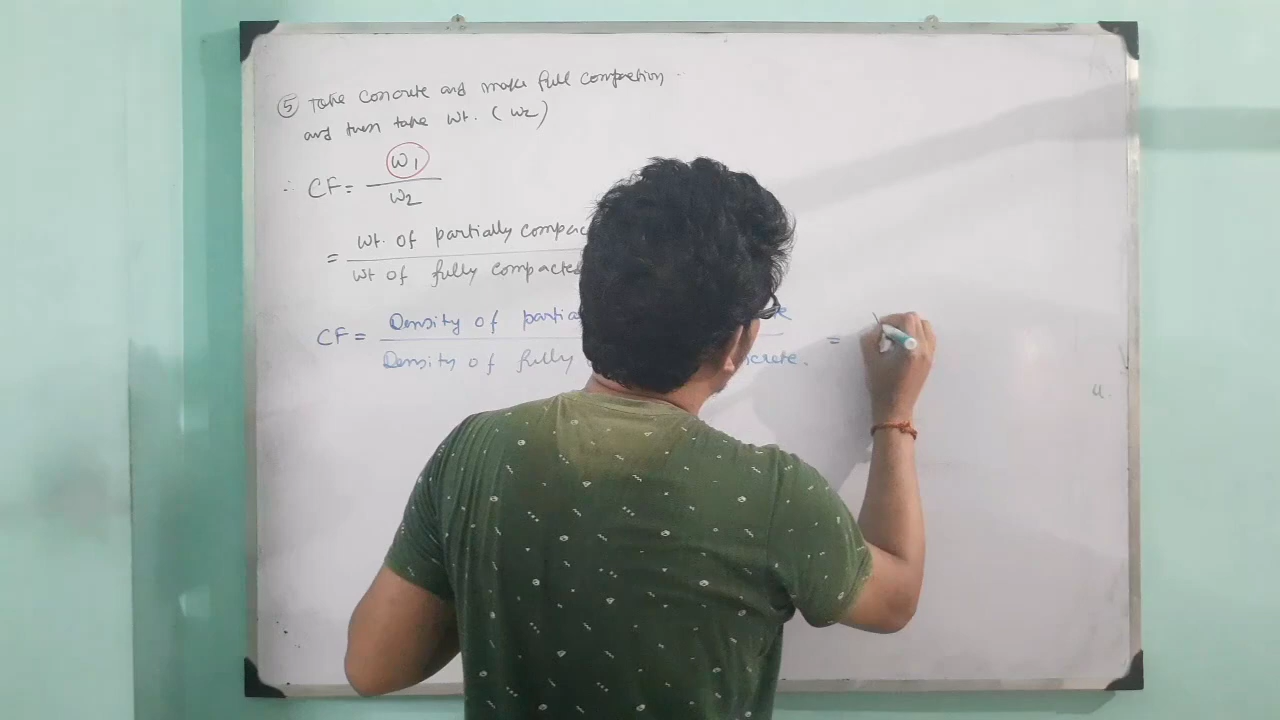 ⑤ Take Concrete and make full compaction.
and then take wt. (W2)
∴ CF = W1 / W2
= wt. of partially compac / wt of fully compacted
CF = Density of partia / Density of fully crete. =